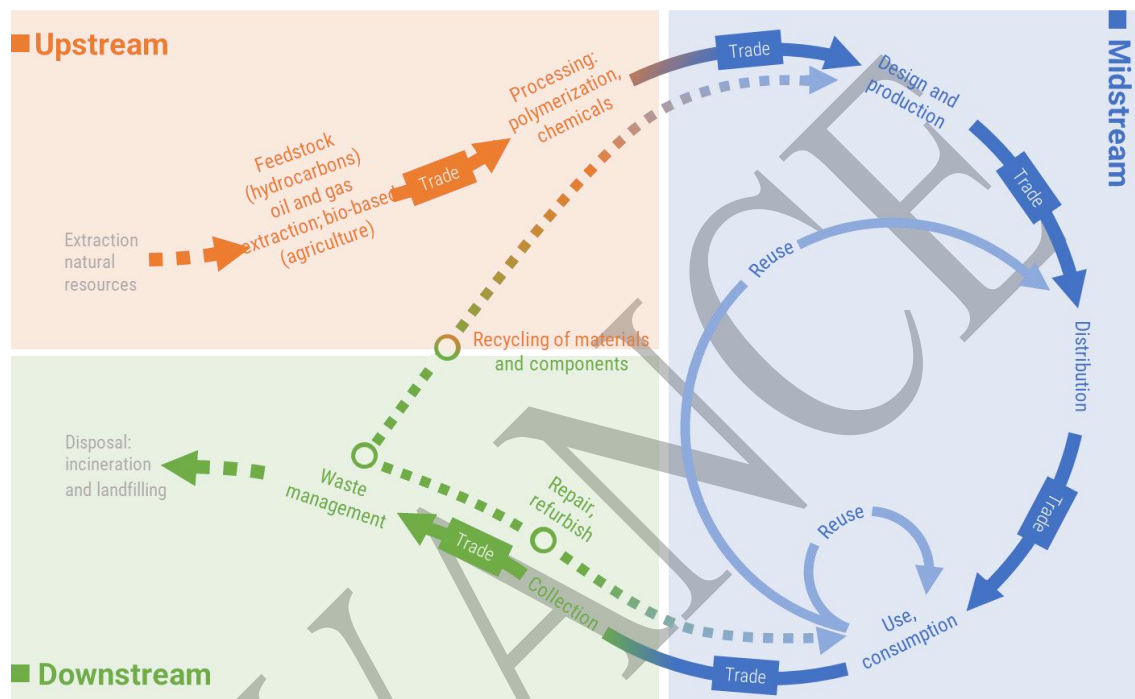 Upstream
Midstream
Trade
Processing:
polymerization,
chemicals
Design and
production
Feedstock
(hydrocarbons)
oil and gas
extraction; bio-based
(agriculture)
Trade
Trade
Extraction
natural
resources
Reuse
Distribution
Recycling of materials
and components
Disposal:
incineration
and landfilling
Waste
management
Repair,
refurbish
Trade
Collection
Reuse
Trade
Use,
consumption
Trade
Downstream
VANCE